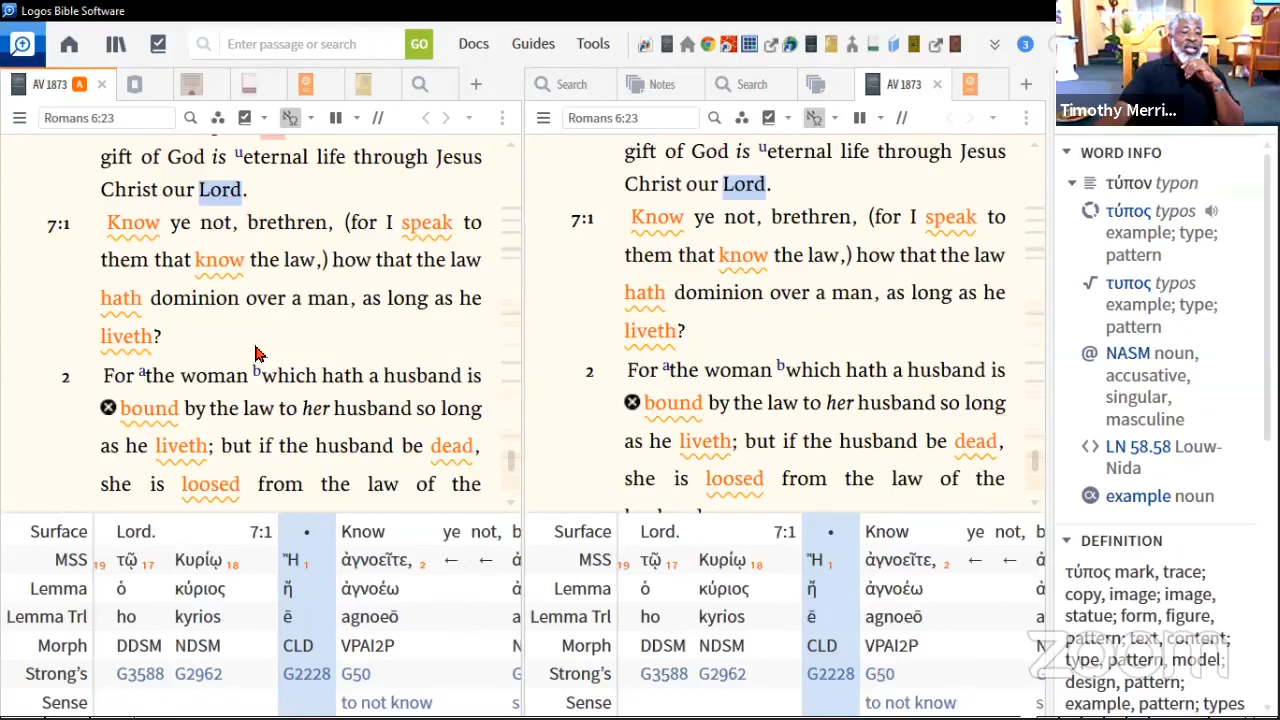 Logos Bible Software
Enter passage or search
GO
Docs
Guides
Tools
3
AV 1873 A
Search
Notes
Search
AV 1873
Timothy Merri...
Romans 6:23
Romans 6:23
gift of God is ueternal life through Jesus
Christ our Lord.
7:1 Know ye not, brethren, (for I speak to
them that know the law,) how that the law
hath dominion over a man, as long as he
liveth?
2 For athe woman bwhich hath a husband is
bound by the law to her husband so long
as he liveth; but if the husband be dead,
she is loosed from the law of the
gift of God is ueternal life through Jesus
Christ our Lord.
7:1 Know ye not, brethren, (for I speak to
them that know the law,) how that the law
hath dominion over a man, as long as he
liveth?
2 For athe woman bwhich hath a husband is
bound by the law to her husband so long
as he liveth; but if the husband be dead,
she is loosed from the law of the
Surface Lord. 7:1 • Know ye not, b
MSS 19 τῷ 17 Κυρίῳ 18 Ἢ 1 ἀγνοεῖτε, 2 ← ← ἀ
Lemma ὁ κύριος ἤ ἀγνοέω ἀ
Lemma Trl ho kyrios ē agnoeō a
Morph DDSM NDSM CLD VPAI2P N
Strong's G3588 G2962 G2228 G50
Sense to not know s
Surface Lord. 7:1 • Know ye not, b
MSS 19 τῷ 17 Κυρίῳ 18 Ἢ 1 ἀγνοεῖτε, 2 ← ← ἀ
Lemma ὁ κύριος ἤ ἀγνοέω ἀ
Lemma Trl ho kyrios ē agnoeō a
Morph DDSM NDSM CLD VPAI2P N
Strong's G3588 G2962 G2228 G50
Sense to not know s
WORD INFO
τύπον typon
τύπος typos
example; type;
pattern
τυπος typos
example; type;
pattern
@ NASM noun,
accusative,
singular,
masculine
LN 58.58 Louw-
Nida
example noun
DEFINITION
τύπος mark, trace;
copy, image; image,
statue; form, figure,
pattern; text, content;
type, pattern, model;
design, pattern;
example, pattern; types
zoom